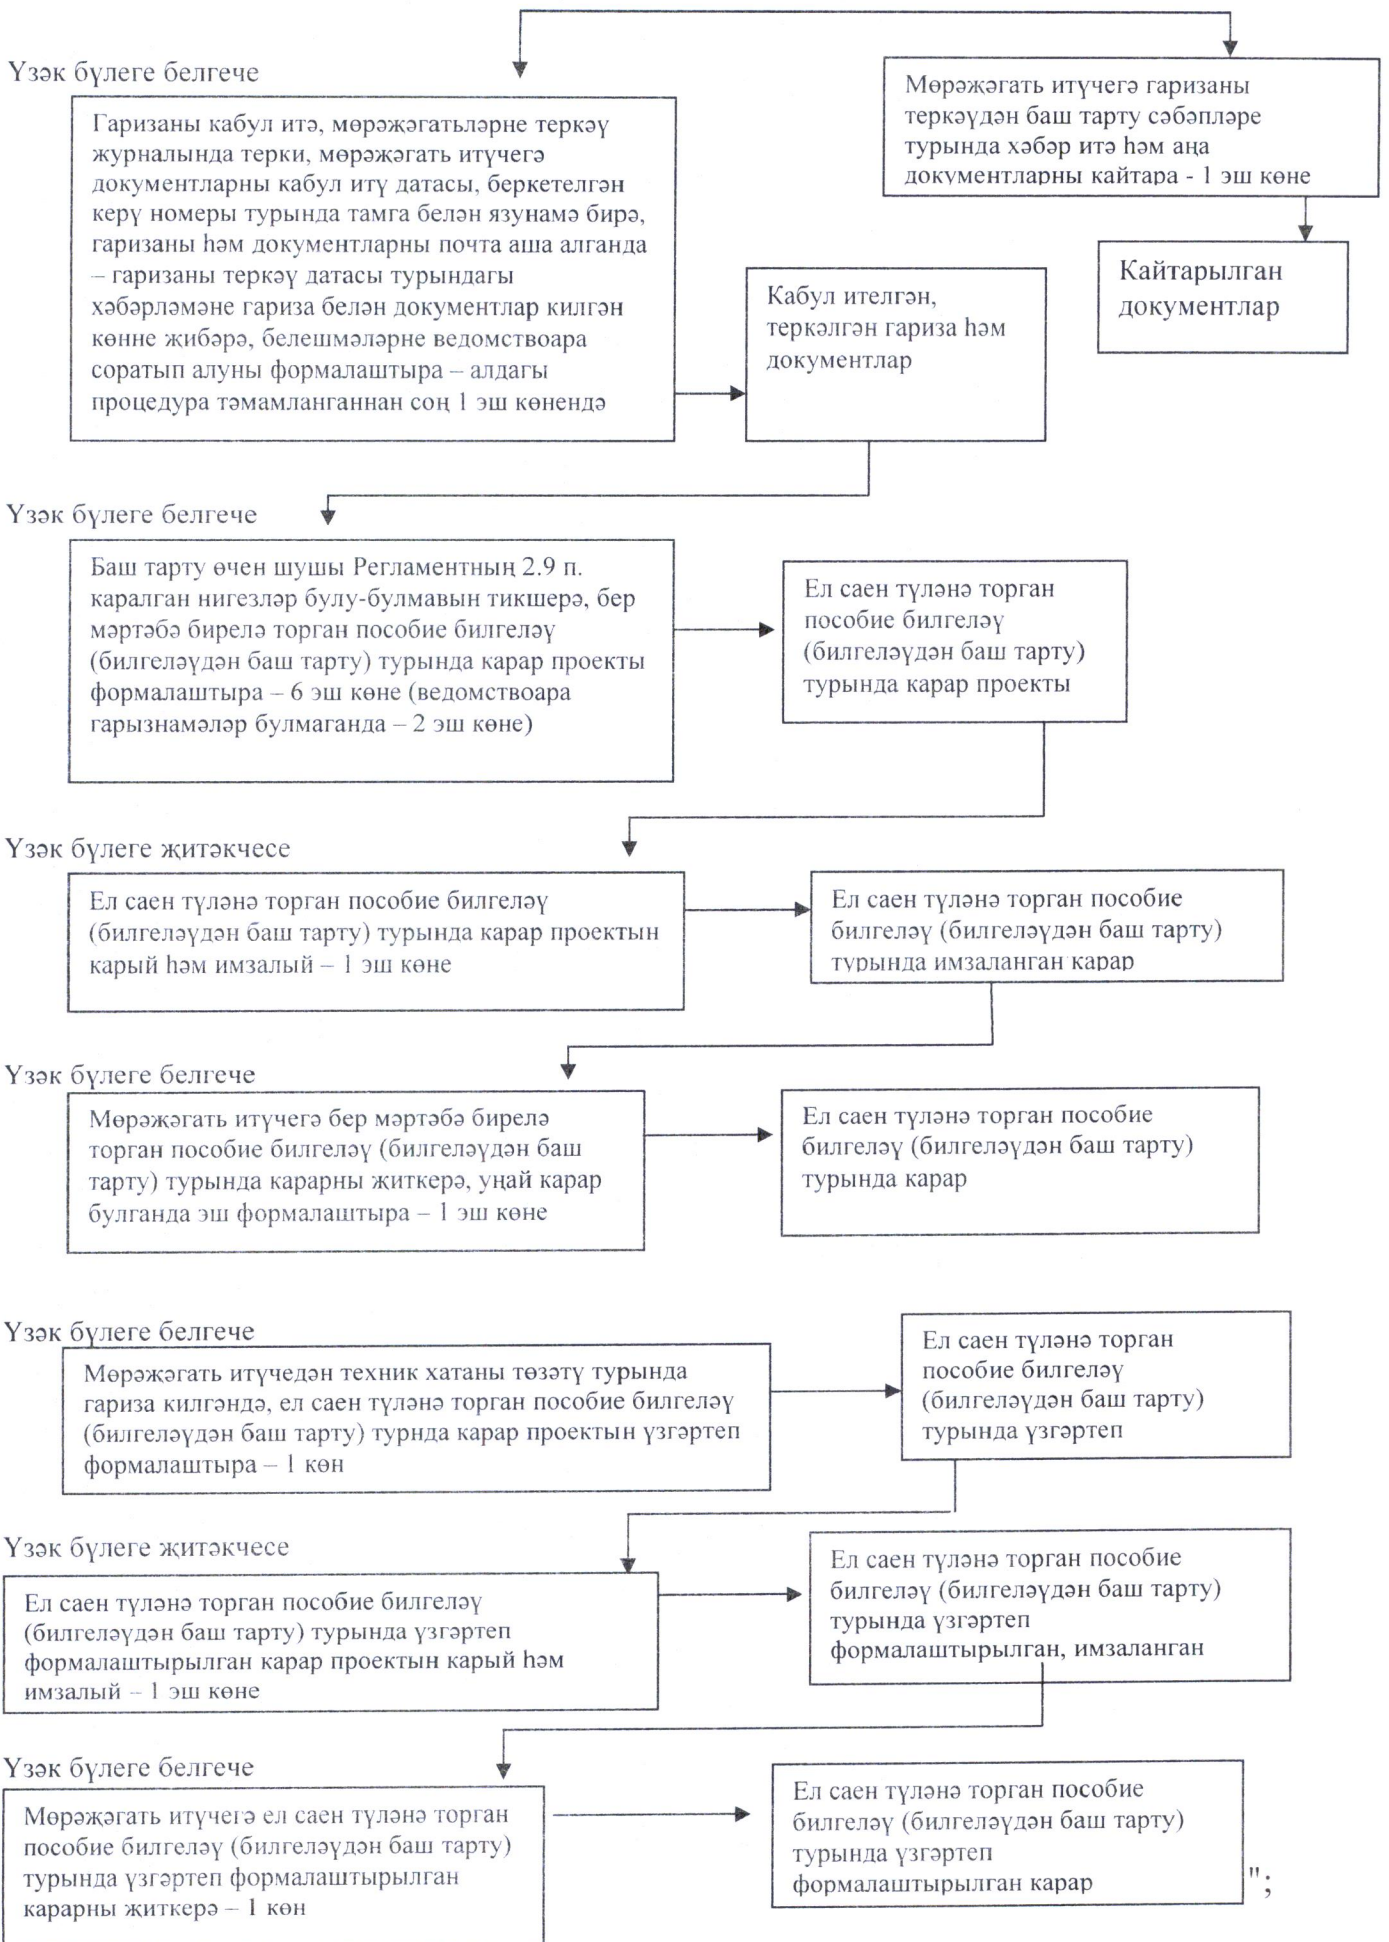 Үзәк бүлеге белгече
Мөрәҗәгать итүчегә гаризаны
теркәүдән баш тарту сәбәпләре
турында хәбәр итә һәм аңа
документларны кайтара - 1 эш көне
Гаризаны кабул итә, мөрәҗәгатьләрне теркәү
журналында терки, мөрәҗәгать итүчегә
документларны кабул итү датасы, беркетелгән
керү номеры турында тамга белән язунамә бирә,
гаризаны һәм документларны почта аша алганда
– гаризаны теркәү датасы турындагы
хәбәрләмәне гариза белән документлар килгән
көнне җибәрә, белешмәләрне ведомствоара
соратып алуны формалаштыра – алдагы
процедура тәмамланганнан соң 1 эш көнендә
Кайтарылган
документлар
Кабул ителгән,
теркәлгән гариза һәм
документлар
Үзәк бүлеге белгече
Баш тарту өчен шушы Регламентның 2.9 п.
каралган нигезләр булу-булмавын тикшерә, бер
мәртәбә бирелә торган пособие билгеләү
(билгеләүдән баш тарту) турында карар проекты
формалаштыра – 6 эш көне (ведомствоара
гарызнамәләр булмаганда – 2 эш көне)
Ел саен түләнә торган
пособие билгеләү
(билгеләүдән баш тарту)
турында карар проекты
Үзәк бүлеге җитәкчесе
Ел саен түләнә торган пособие билгеләү
(билгеләүдән баш тарту) турында карар проектын
карый һәм имзалый – 1 эш көне
Ел саен түләнә торган пособие
билгеләү (билгеләүдән баш тарту)
турында имзаланган карар
Үзәк бүлеге белгече
Мөрәҗәгать итүчегә бер мәртәбә бирелә
торган пособие билгеләү (билгеләүдән баш
тарту) турында карарны җиткерә, уңай карар
булганда эш формалаштыра – 1 эш көне
Ел саен түләнә торган пособие
билгеләү (билгеләүдән баш тарту)
турында карар
Үзәк бүлеге белгече
Мөрәҗәгать итүчедән техник хатаны төзәтү турында
гариза килгәндә, ел саен түләнә торган пособие билгеләү
(билгеләүдән баш тарту) турнда карар проектын үзгәртеп
формалаштыра – 1 көн
Ел саен түләнә торган
пособие билгеләү
(билгеләүдән баш тарту)
турында үзгәртеп
Үзәк бүлеге җитәкчесе
Ел саен түләнә торган пособие билгеләү
(билгеләүдән баш тарту) турында үзгәртеп
формалаштырылган карар проектын карый һәм
имзалый – 1 эш көне
Ел саен түләнә торган пособие
билгеләү (билгеләүдән баш тарту)
турында үзгәртеп
формалаштырылган, имзаланган
Үзәк бүлеге белгече
Мөрәҗәгать итүчегә ел саен түләнә торган
пособие билгеләү (билгеләүдән баш тарту)
турында үзгәртеп формалаштырылган
карарны җиткерә – 1 көн
Ел саен түләнә торган пособие
билгеләү (билгеләүдән баш тарту)
турында үзгәртеп
формалаштырылган карар
";